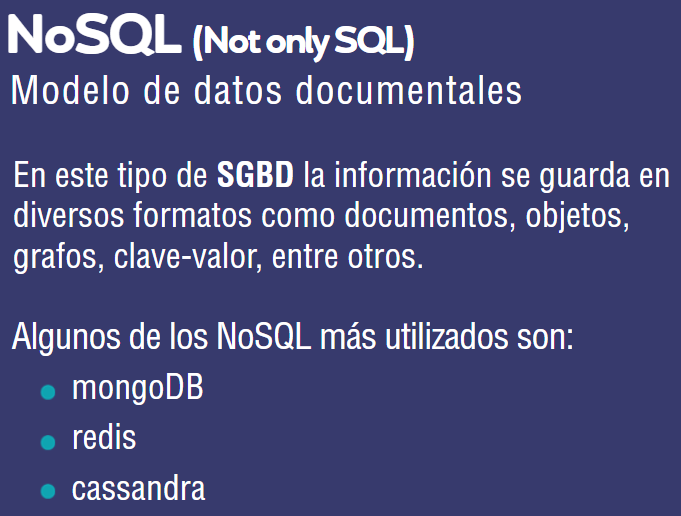 NoSQL (Not only SQL)
Modelo de datos documentales
En este tipo de SGBD la información se guarda en
diversos formatos como documentos, objetos,
grafos, clave-valor, entre otros.
Algunos de los NoSQL más utilizados son:
mongoDB
redis
cassandra